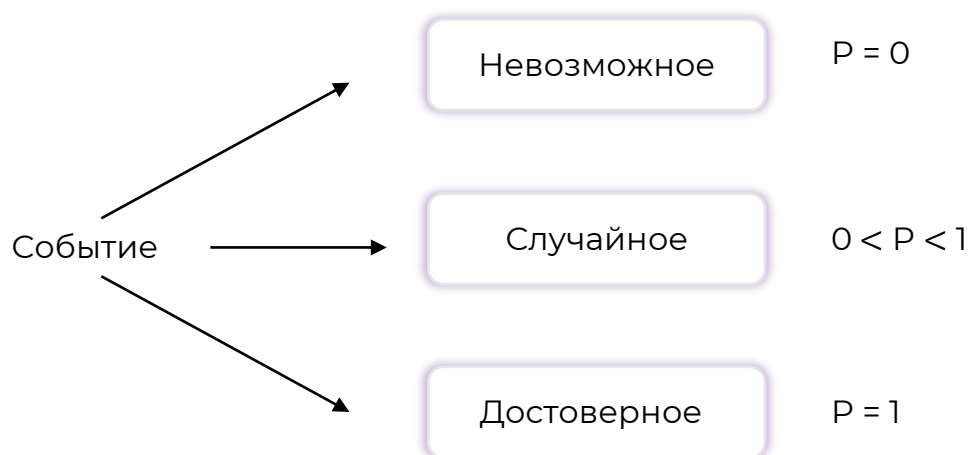 Невозможное P = 0
Событие Случайное 0 < P < 1
Достоверное P = 1